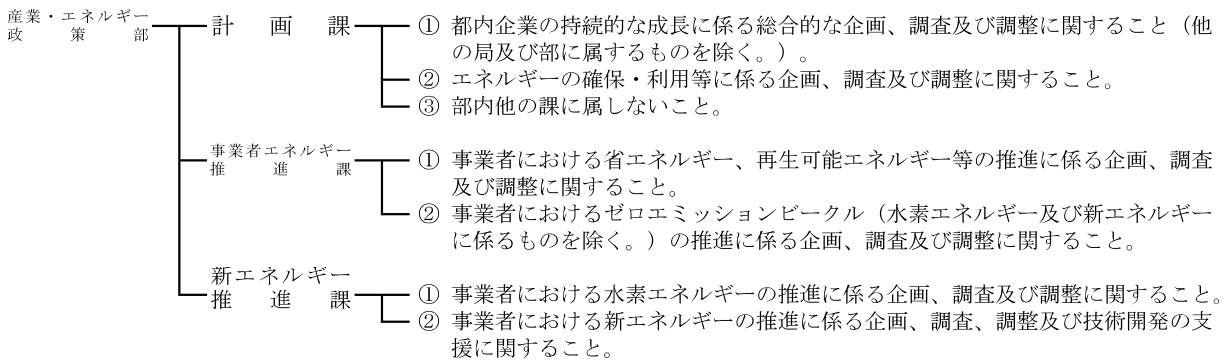 産業・エネルギー
政策部
計画課
① 都内企業の持続的な成長に係る総合的な企画、調査及び調整に関すること（他
の局及び部に属するものを除く。）。
② エネルギーの確保・利用等に係る企画、調査及び調整に関すること。
③ 部内他の課に属しないこと。
事業者エネルギー
推進課
① 事業者における省エネルギー、再生可能エネルギー等の推進に係る企画、調査
及び調整に関すること。
② 事業者におけるゼロエミッションビークル（水素エネルギー及び新エネルギー
に係るものを除く。）の推進に係る企画、調査及び調整に関すること。
新エネルギー
推進課
① 事業者における水素エネルギーの推進に係る企画、調査及び調整に関すること。
② 事業者における新エネルギーの推進に係る企画、調査、調整及び技術開発の支
援に関すること。